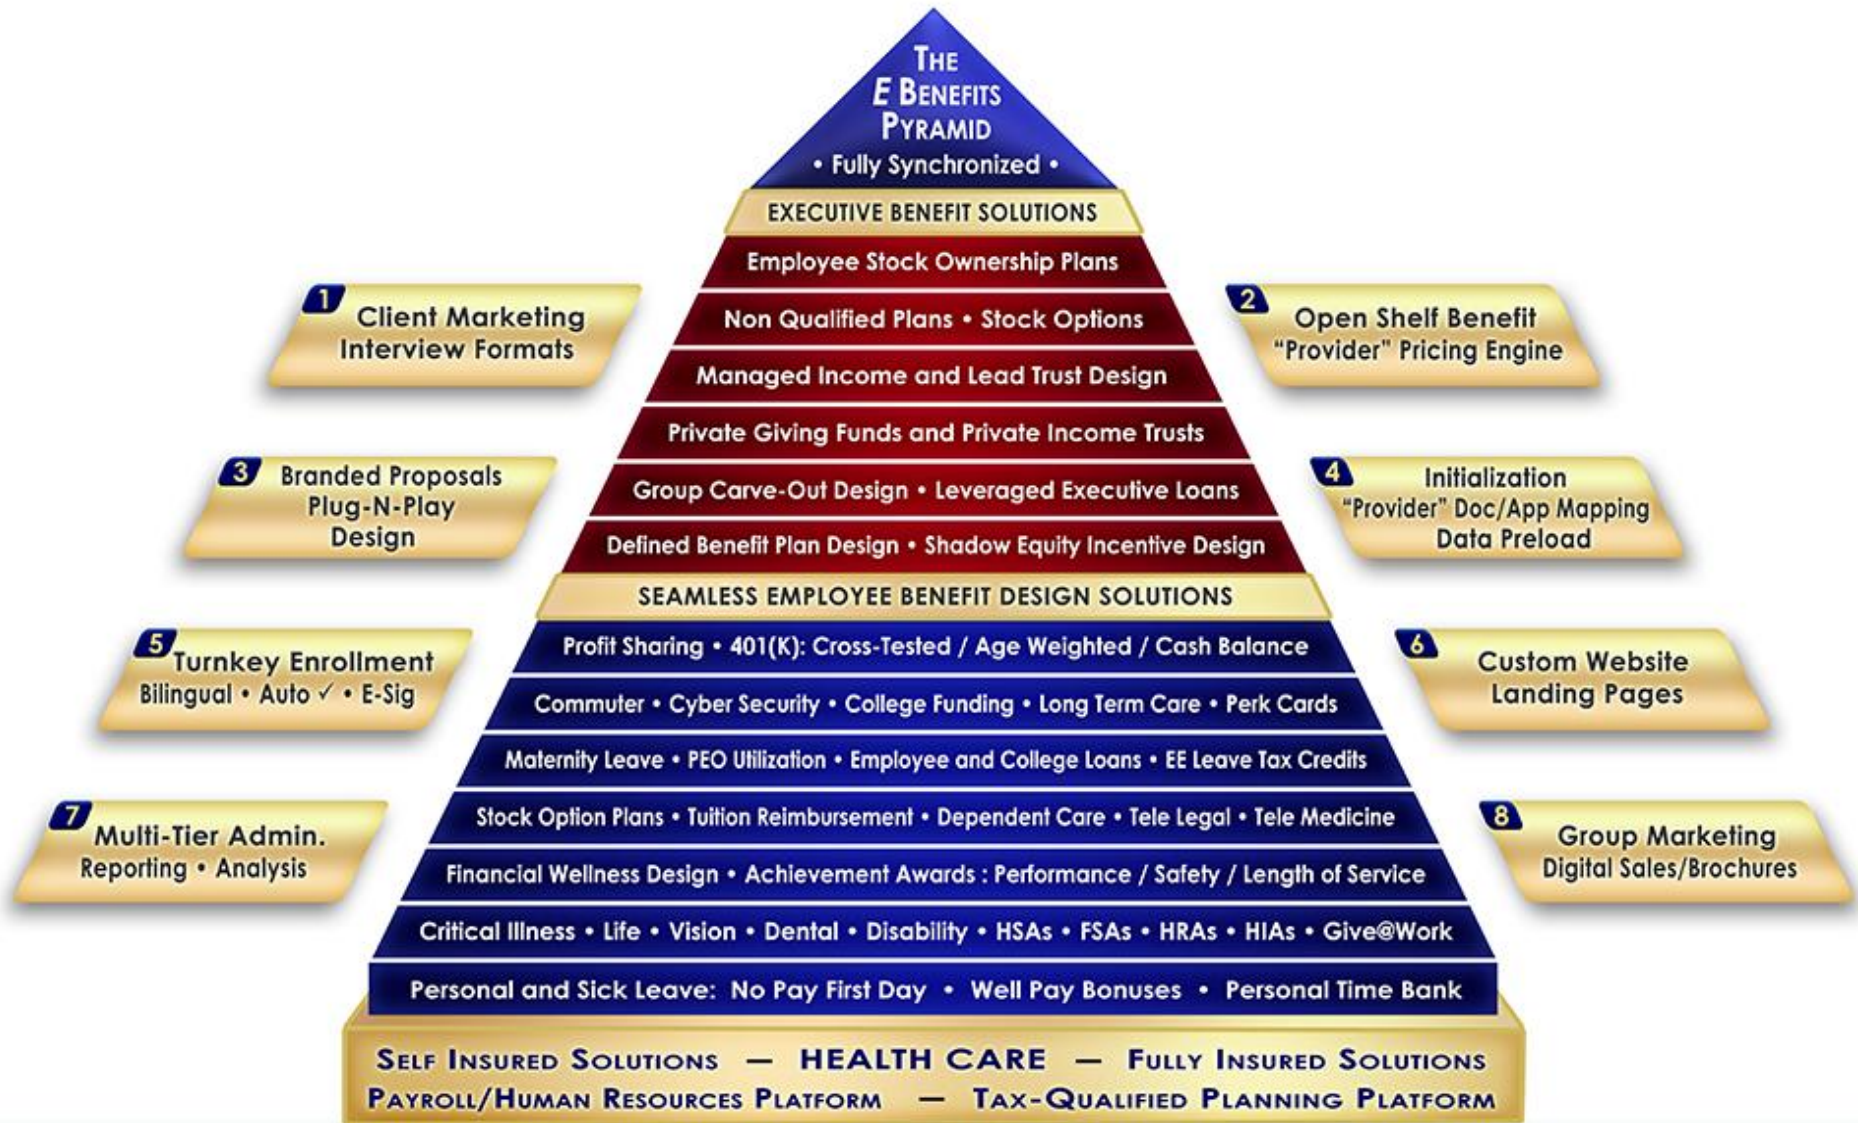 THE
E BENEFITS
PYRAMID
• Fully Synchronized •
EXECUTIVE BENEFIT SOLUTIONS
Employee Stock Ownership Plans
Non Qualified Plans • Stock Options
Managed Income and Lead Trust Design
Private Giving Funds and Private Income Trusts
Group Carve-Out Design • Leveraged Executive Loans
Defined Benefit Plan Design • Shadow Equity Incentive Design
SEAMLESS EMPLOYEE BENEFIT DESIGN SOLUTIONS
Profit Sharing • 401(K): Cross-Tested / Age Weighted / Cash Balance
Commuter • Cyber Security • College Funding • Long Term Care • Perk Cards
Maternity Leave • PEO Utilization • Employee and College Loans • EE Leave Tax Credits
Stock Option Plans • Tuition Reimbursement • Dependent Care • Tele Legal • Tele Medicine
Financial Wellness Design • Achievement Awards : Performance / Safety / Length of Service
Critical Illness • Life • Vision • Dental • Disability • HSAs • FSAs • HRAs • HIAs • Give@Work
Personal and Sick Leave: No Pay First Day • Well Pay Bonuses • Personal Time Bank
SELF INSURED SOLUTIONS — HEALTH CARE — FULLY INSURED SOLUTIONS
PAYROLL/HUMAN RESOURCES PLATFORM — TAX-QUALIFIED PLANNING PLATFORM
1
Client Marketing
Interview Formats
2
Open Shelf Benefit
“Provider” Pricing Engine
3
Branded Proposals
Plug-N-Play
Design
4
Initialization
“Provider” Doc/App Mapping
Data Preload
5
Turnkey Enrollment
Bilingual • Auto ✓ • E-Sig
6
Custom Website
Landing Pages
7
Multi-Tier Admin.
Reporting • Analysis
8
Group Marketing
Digital Sales/Brochures